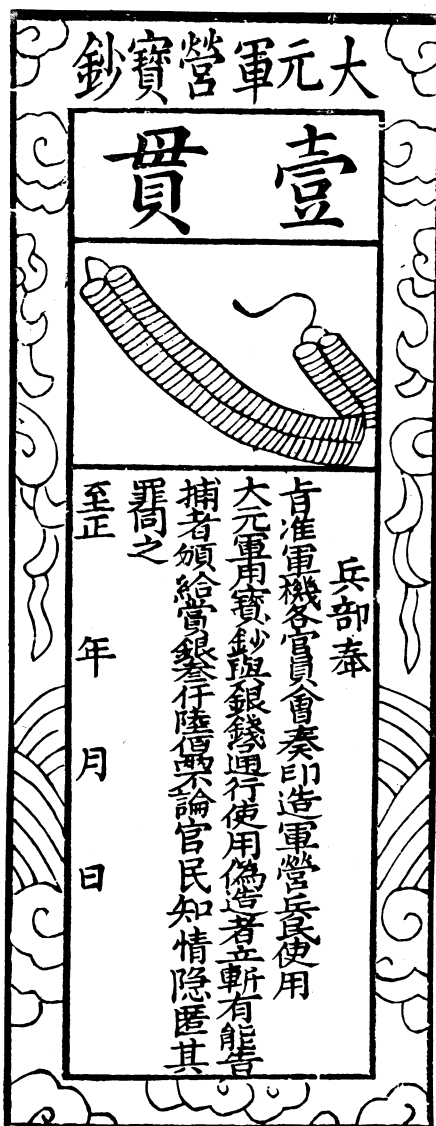 大元軍營寶鈔
壹貫
兵部奉
旨准軍機各官員會奏印造軍營兵民使用
大元軍用寶鈔與銀錢通行使用偽造者立斬有能告
捕者頒給賞銀叁仟陸佰兩不論官民知情隐匿其
罪同之
至正 年 月 日